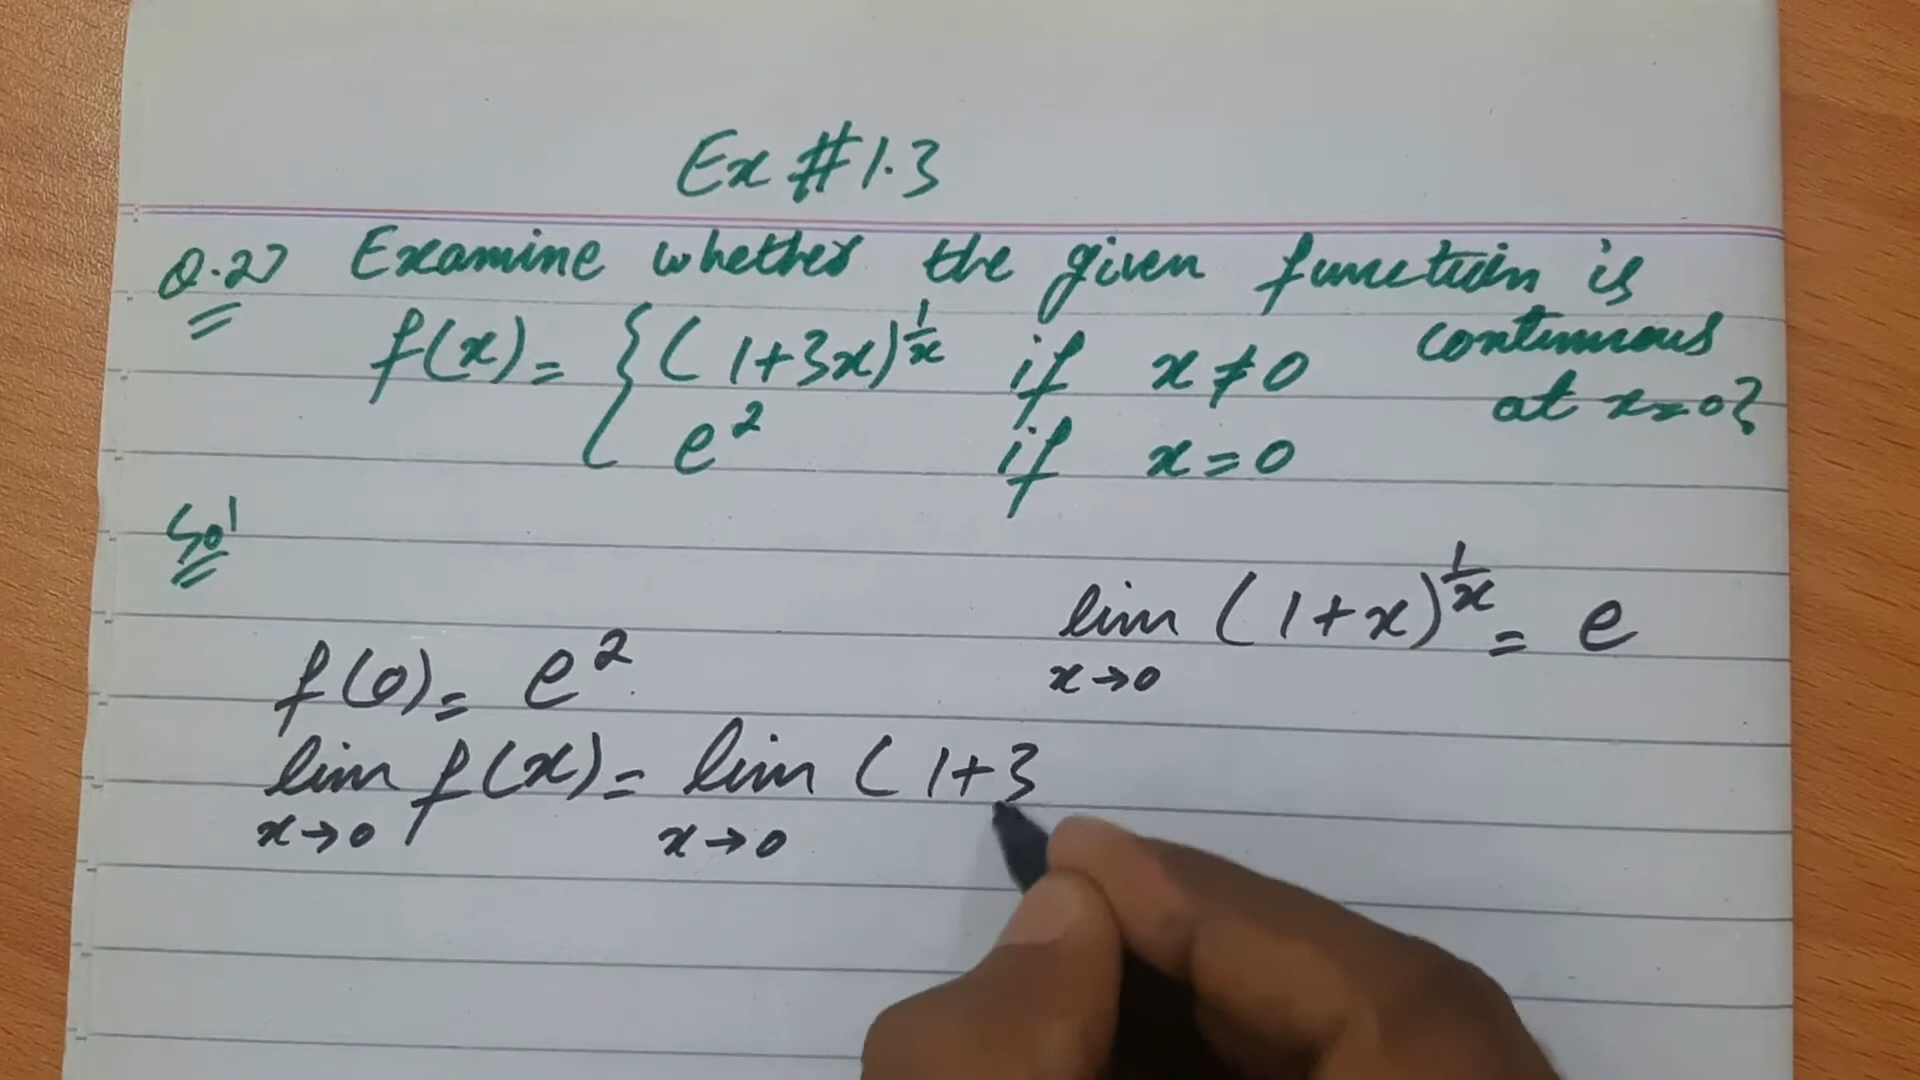 Ex #1.3
Q.2) Examine whether the given function is
continuous
at x=0?
f(x) = { (1+3x)^{1/x} if x≠0
e² if x=0
Sol
lim (1+x)^{1/x} = e
x→0
f(0) = e²
lim f(x) = lim (1+3
x→0 x→0